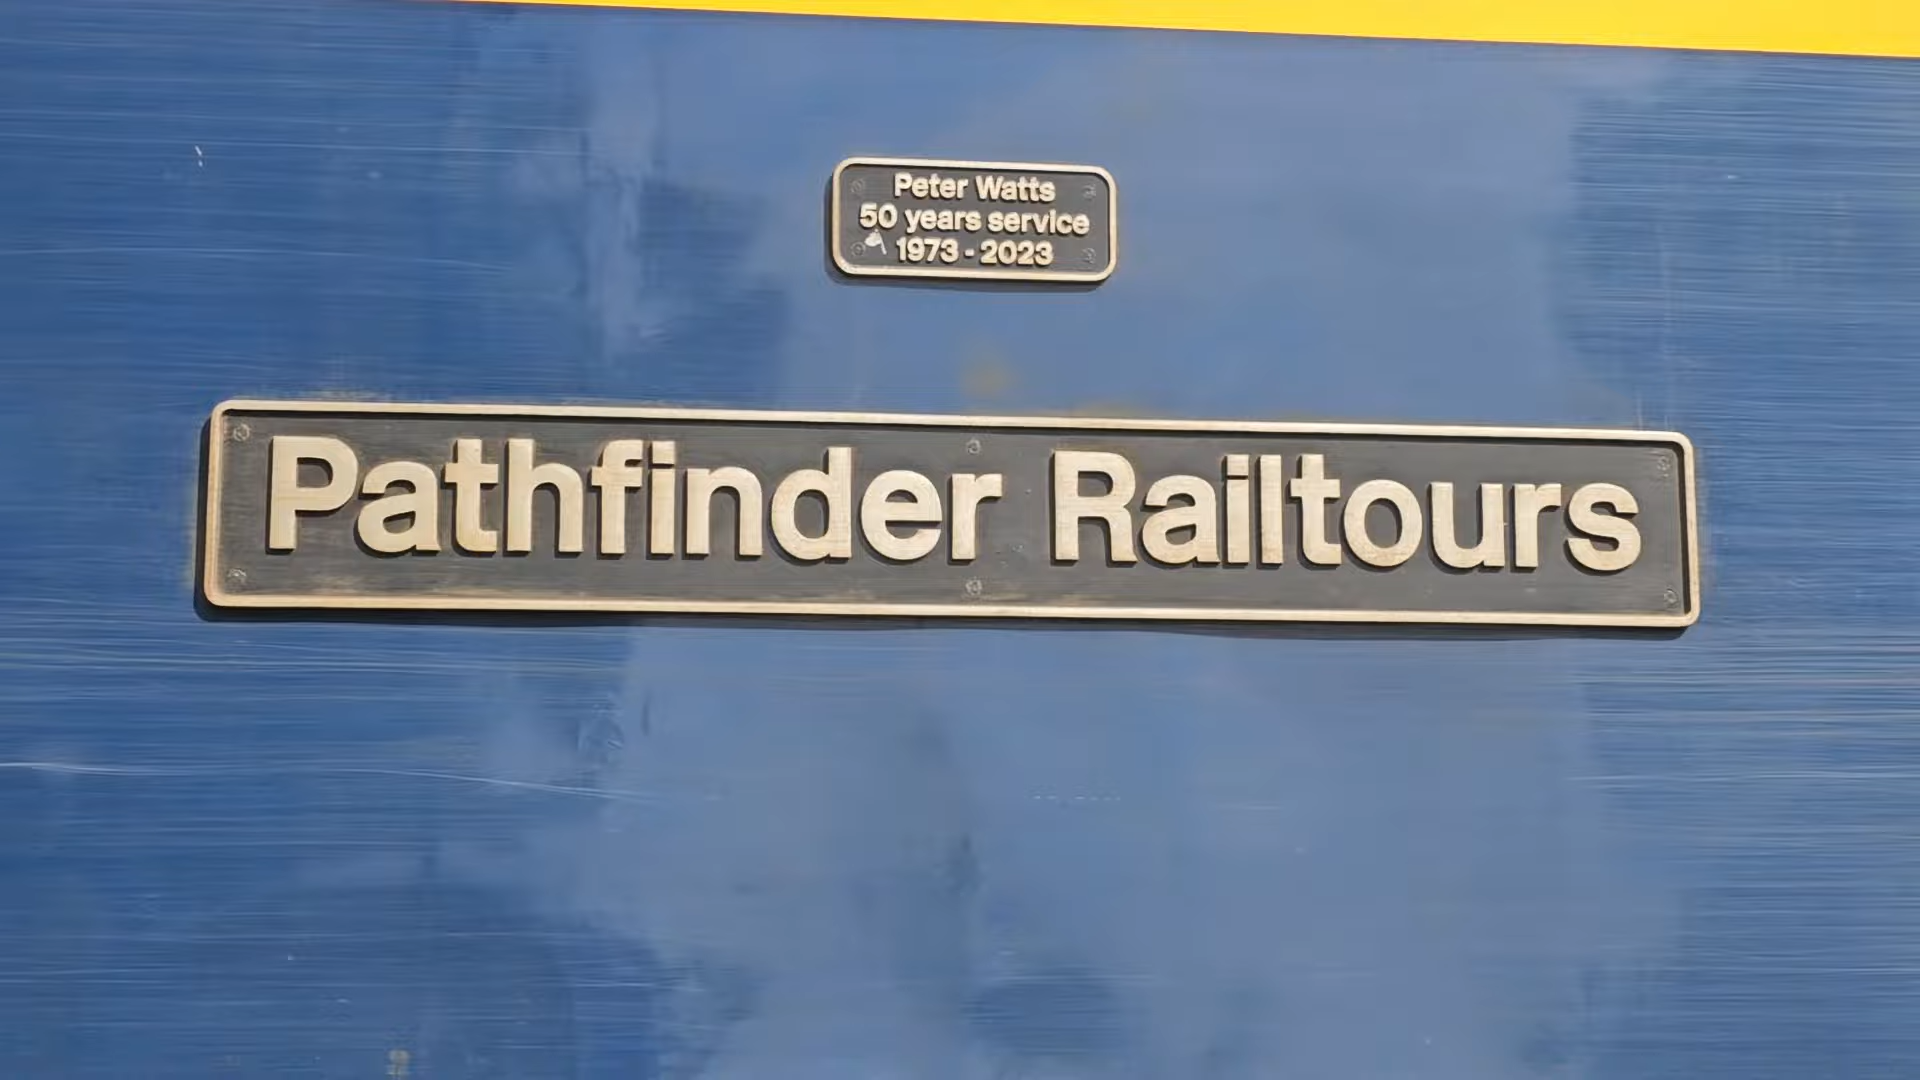 Peter Watts
50 years service
1973 - 2023
Pathfinder Railtours